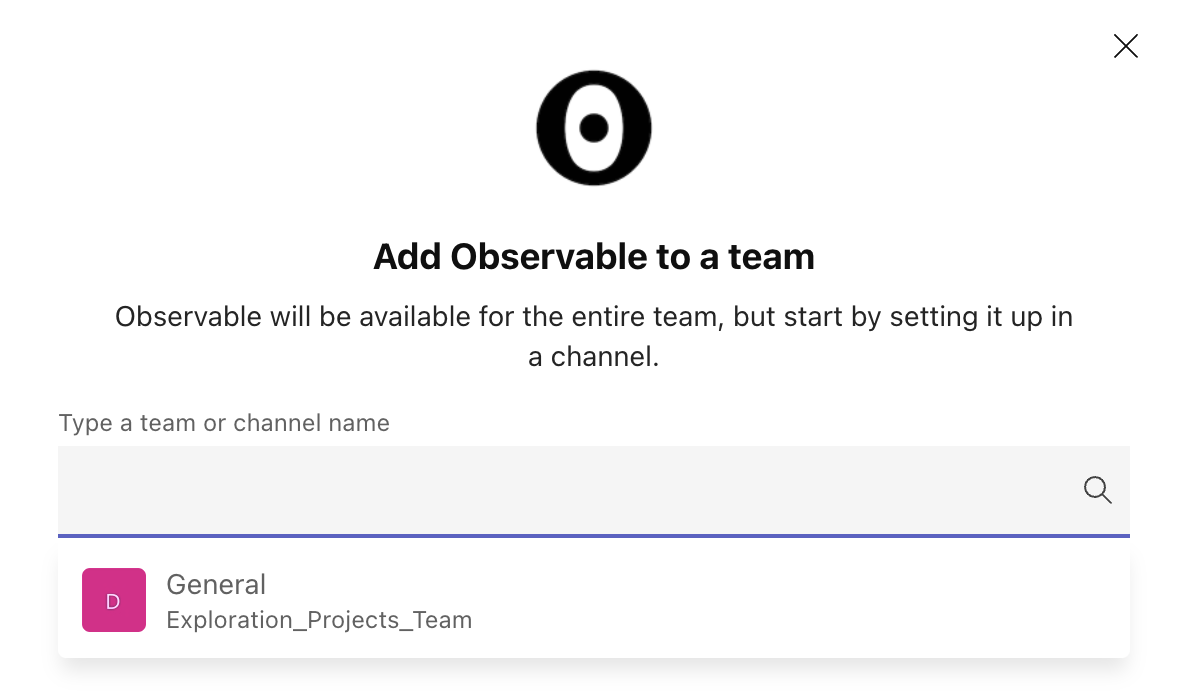 Add Observable to a team
Observable will be available for the entire team, but start by setting it up in
a channel.
Type a team or channel name
D
General
Exploration_Projects_Team